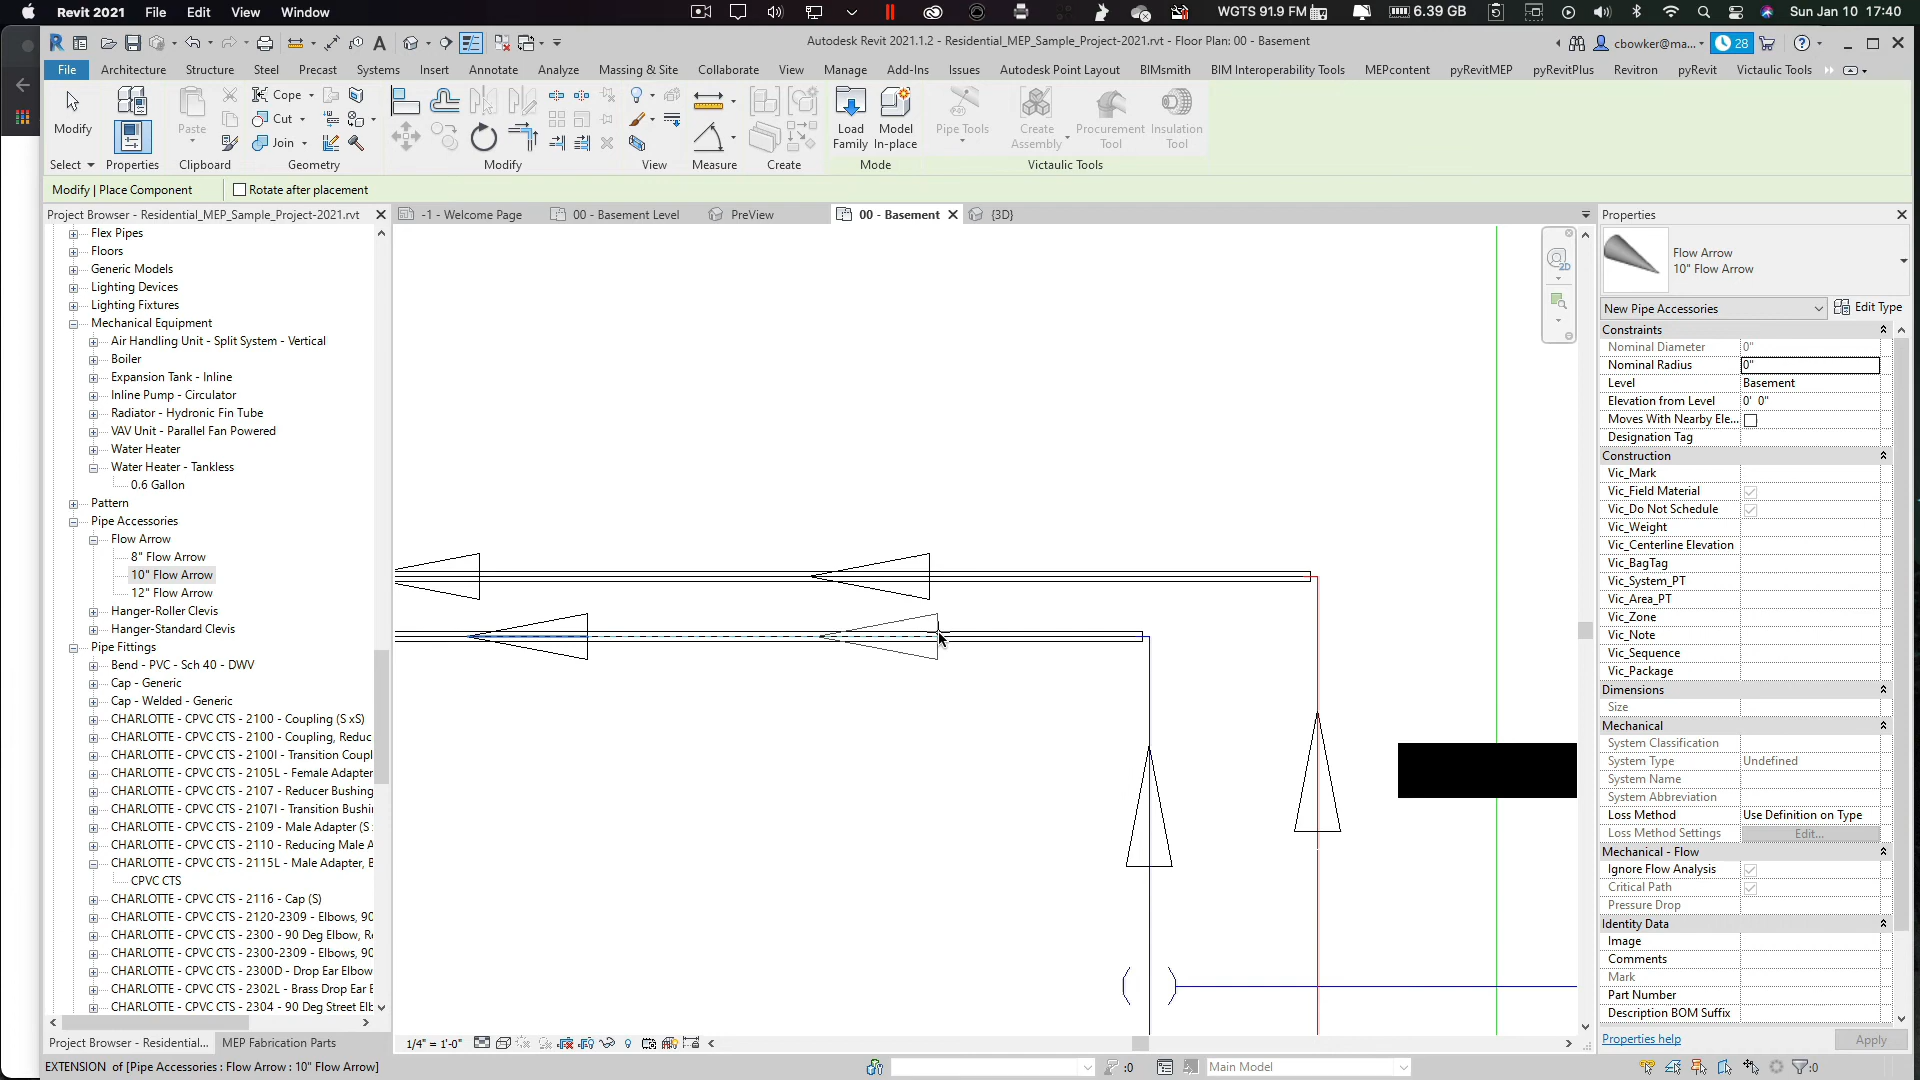 Revit 2021 File Edit View Window
WGTS 91.9 FM 6.39 GB Sun Jan 10 17:40
Autodesk Revit 2021.1.2 - Residential_MEP_Sample_Project-2021.rvt - Floor Plan: 00 - Basement
cbowker@ma... 28
File Architecture Structure Steel Precast Systems Insert Annotate Analyze Massing & Site Collaborate View Manage Add-Ins Issues Autodesk Point Layout BIMsmith BIM Interoperability Tools MEPcontent pyRevitMEP pyRevitPlus Revitron pyRevit Victaulic Tools
Cope
Cut
Join
Modify
Paste
Load Family
Model In-place
Pipe Tools
Create Assembly
Procurement Tool
Insulation Tool
Select Properties Clipboard Geometry Modify View Measure Create Mode Victaulic Tools
Modify | Place Component Rotate after placement
Project Browser - Residential_MEP_Sample_Project-2021.rvt
-1 - Welcome Page 00 - Basement Level PreView 00 - Basement {3D}
Flex Pipes
Floors
Generic Models
Lighting Devices
Lighting Fixtures
Mechanical Equipment
Air Handling Unit - Split System - Vertical
Boiler
Expansion Tank - Inline
Inline Pump - Circulator
Radiator - Hydronic Fin Tube
VAV Unit - Parallel Fan Powered
Water Heater
Water Heater - Tankless
0.6 Gallon
Pattern
Pipe Accessories
Flow Arrow
8" Flow Arrow
10" Flow Arrow
12" Flow Arrow
Hanger-Roller Clevis
Hanger-Standard Clevis
Pipe Fittings
Bend - PVC - Sch 40 - DWV
Cap - Generic
Cap - Welded - Generic
CHARLOTTE - CPVC CTS - 2100 - Coupling (S xS)
CHARLOTTE - CPVC CTS - 2100 - Coupling, Reduc
CHARLOTTE - CPVC CTS - 2100I - Transition Coupl
CHARLOTTE - CPVC CTS - 2105L - Female Adapter
CHARLOTTE - CPVC CTS - 2107 - Reducer Bushing
CHARLOTTE - CPVC CTS - 2107I - Transition Bushi
CHARLOTTE - CPVC CTS - 2109 - Male Adapter (S
CHARLOTTE - CPVC CTS - 2110 - Reducing Male A
CHARLOTTE - CPVC CTS - 2115L - Male Adapter, B
CPVC CTS
CHARLOTTE - CPVC CTS - 2116 - Cap (S)
CHARLOTTE - CPVC CTS - 2120-2309 - Elbows, 90
CHARLOTTE - CPVC CTS - 2300 - 90 Deg Elbow, R
CHARLOTTE - CPVC CTS - 2300-2309 - Elbows, 90
CHARLOTTE - CPVC CTS - 2300D - Drop Ear Elbow
CHARLOTTE - CPVC CTS - 2302L - Brass Drop Ear E
CHARLOTTE - CPVC CTS - 2304 - 90 Deg Street Elb
Project Browser - Residential... MEP Fabrication Parts
2D
Properties
Flow Arrow
10" Flow Arrow
New Pipe Accessories Edit Type
Constraints
Nominal Diameter 0"
Nominal Radius 0"
Level Basement
Elevation from Level 0' 0"
Moves With Nearby Ele...
Designation Tag
Construction
Vic_Mark
Vic_Field Material
Vic_Do Not Schedule
Vic_Weight
Vic_Centerline Elevation
Vic_BagTag
Vic_System_PT
Vic_Area_PT
Vic_Zone
Vic_Note
Vic_Sequence
Vic_Package
Dimensions
Size
Mechanical
System Classification
System Type Undefined
System Name
System Abbreviation
Loss Method Use Definition on Type
Loss Method Settings Edit...
Mechanical - Flow
Ignore Flow Analysis
Critical Path
Pressure Drop
Identity Data
Image
Comments
Mark
Part Number
Description BOM Suffix
Properties help Apply
1/4" = 1'-0"
EXTENSION of [Pipe Accessories : Flow Arrow : 10" Flow Arrow] :0 Main Model :0